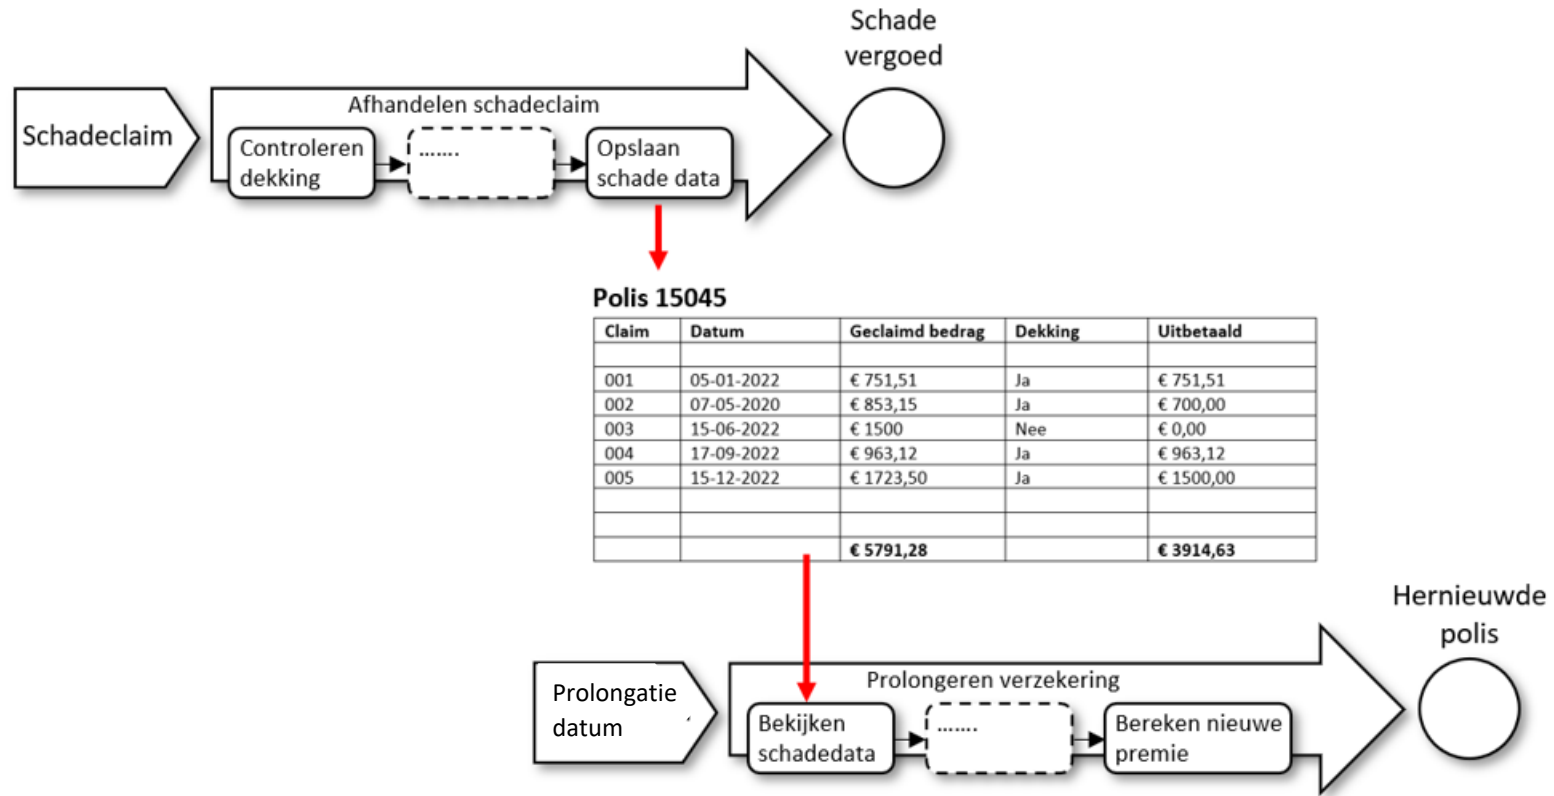 Schade
vergoed
Afhandelen schadeclaim
Schadeclaim
Controleren
dekking
.......
Opslaan
schade data
Polis 15045
Claim Datum Geclaimd bedrag Dekking Uitbetaald
001 05-01-2022 € 751,51 Ja € 751,51
002 07-05-2020 € 853,15 Ja € 700,00
003 15-06-2022 € 1500 Nee € 0,00
004 17-09-2022 € 963,12 Ja € 963,12
005 15-12-2022 € 1723,50 Ja € 1500,00
€ 5791,28 € 3914,63
Hernieuwde
polis
Prolongeren verzekering
Prolongatie
datum
Bekijken
schadedata
.......
Bereken nieuwe
premie